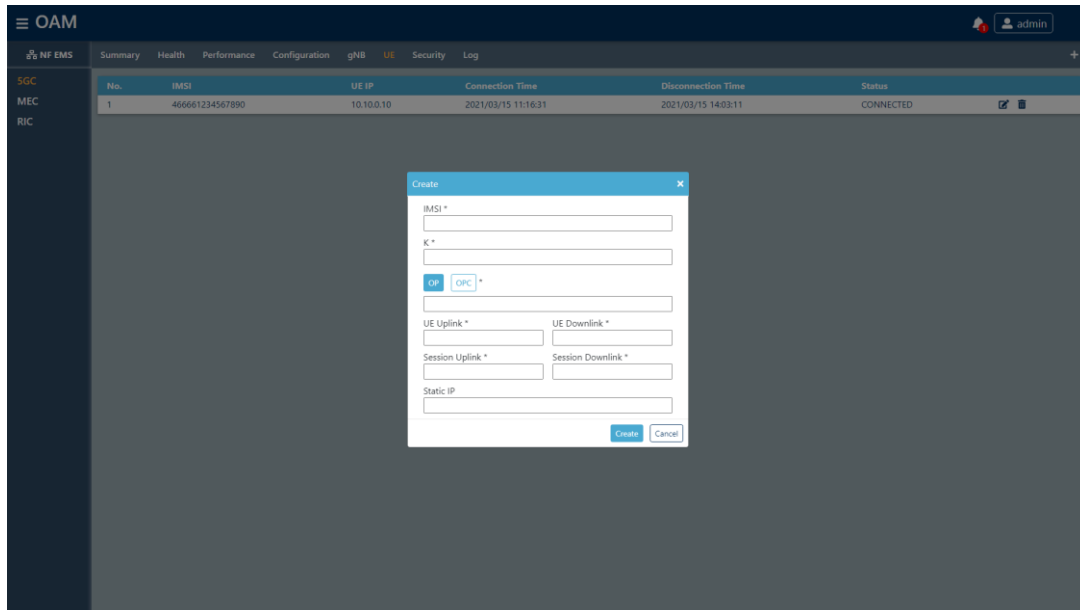 OAM
1
admin
NF EMS Summary Health Performance Configuration gNB UE Security Log +
5GC
MEC
RIC
No. IMSI UE IP Connection Time Disconnection Time Status
1 466661234567890 10.10.0.10 2021/03/15 11:16:31 2021/03/15 14:03:11 CONNECTED
Create ×
IMSI *
K *
OP OPC *
UE Uplink * UE Downlink *
Session Uplink * Session Downlink *
Static IP
Create Cancel